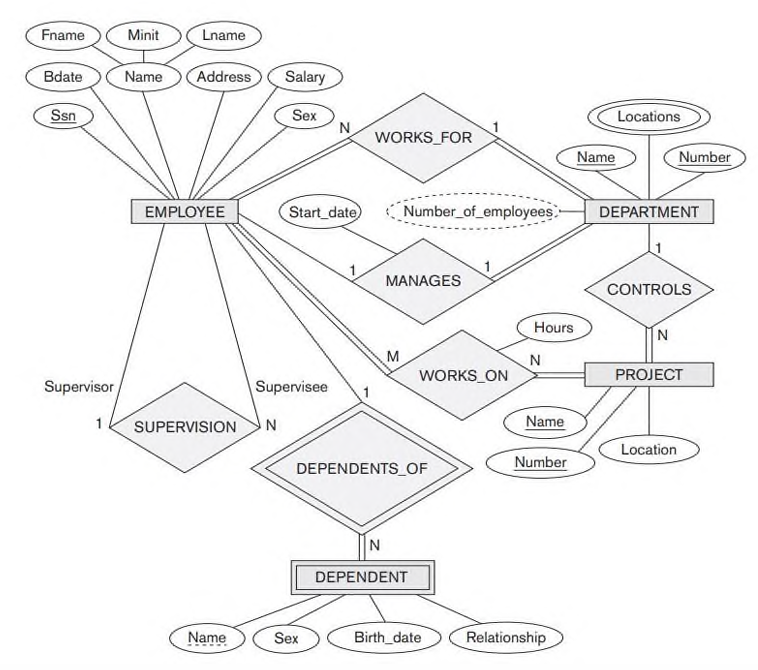 Fname
Minit
Lname
Bdate
Name
Address
Salary
Ssn
Sex
N
WORKS_FOR
1
Locations
Name
Number
EMPLOYEE
Start_date
Number_of_employees
DEPARTMENT
1
MANAGES
1
1
CONTROLS
N
Hours
M
WORKS_ON
N
PROJECT
Supervisor
Supervisee
1
SUPERVISION
N
1
Name
Number
Location
DEPENDENTS_OF
N
DEPENDENT
Name
Sex
Birth_date
Relationship